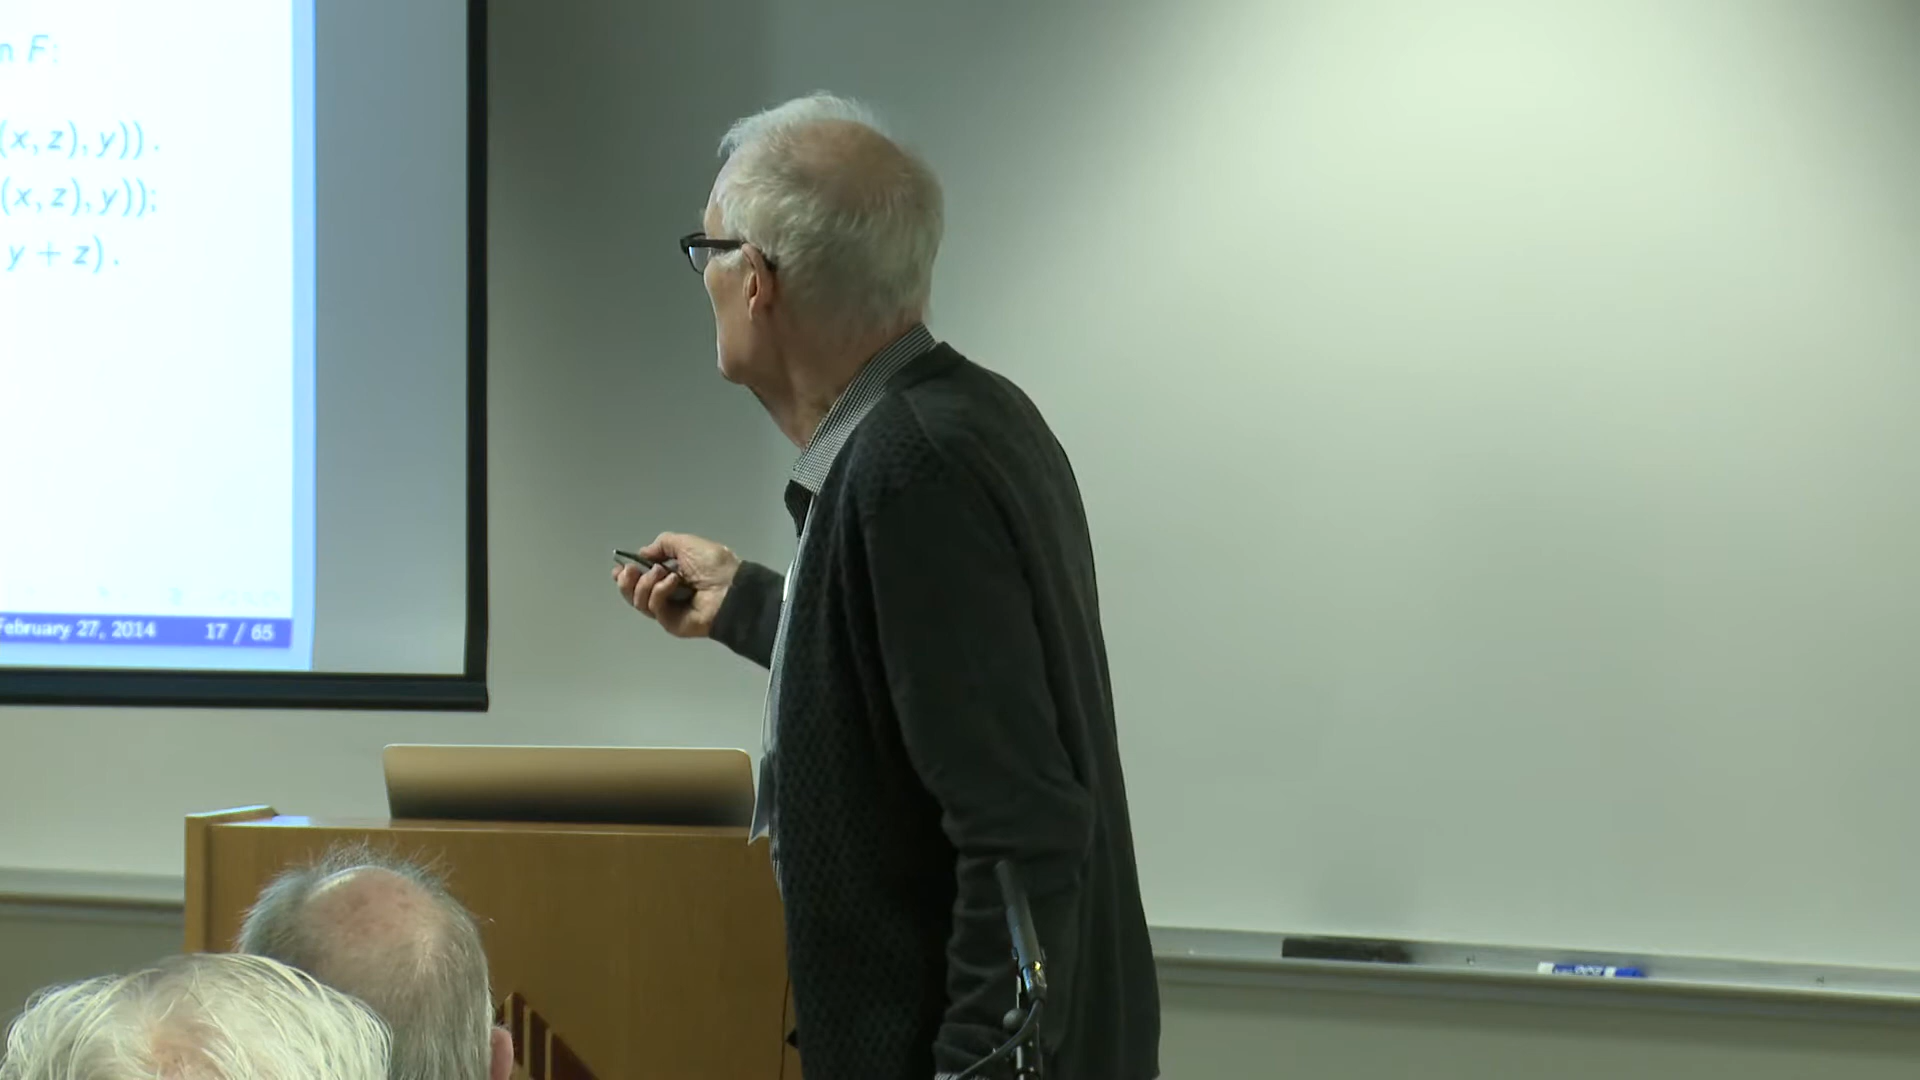 n F:
(x, z), y)).
(x, z), y));
y + z).
February 27, 2014 17 / 65